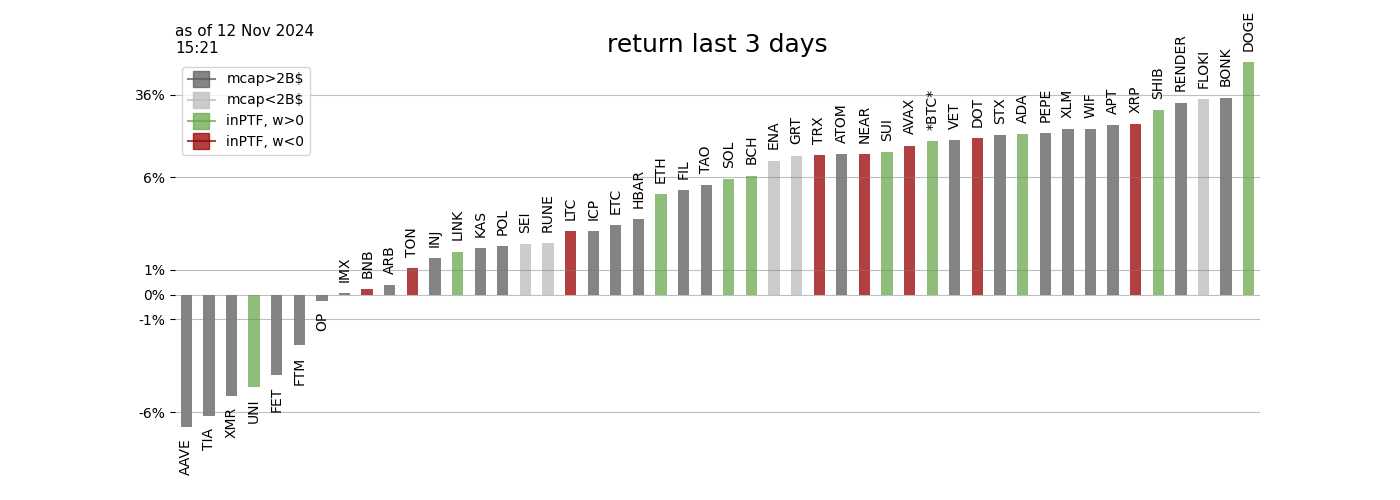 as of 12 Nov 2024
15:21
return last 3 days
mcap>2B$
mcap<2B$
inPTF, w>0
inPTF, w<0
36%
6%
1%
0%
-1%
-6%
AAVE
TIA
XMR
UNI
FET
FTM
OP
IMX
BNB
ARB
TON
INJ
LINK
KAS
POL
SEI
RUNE
LTC
ICP
ETC
HBAR
ETH
FIL
TAO
SOL
BCH
ENA
GRT
TRX
ATOM
NEAR
SUI
AVAX
*BTC*
VET
DOT
STX
ADA
PEPE
XLM
WIF
APT
XRP
SHIB
RENDER
FLOKI
BONK
DOGE